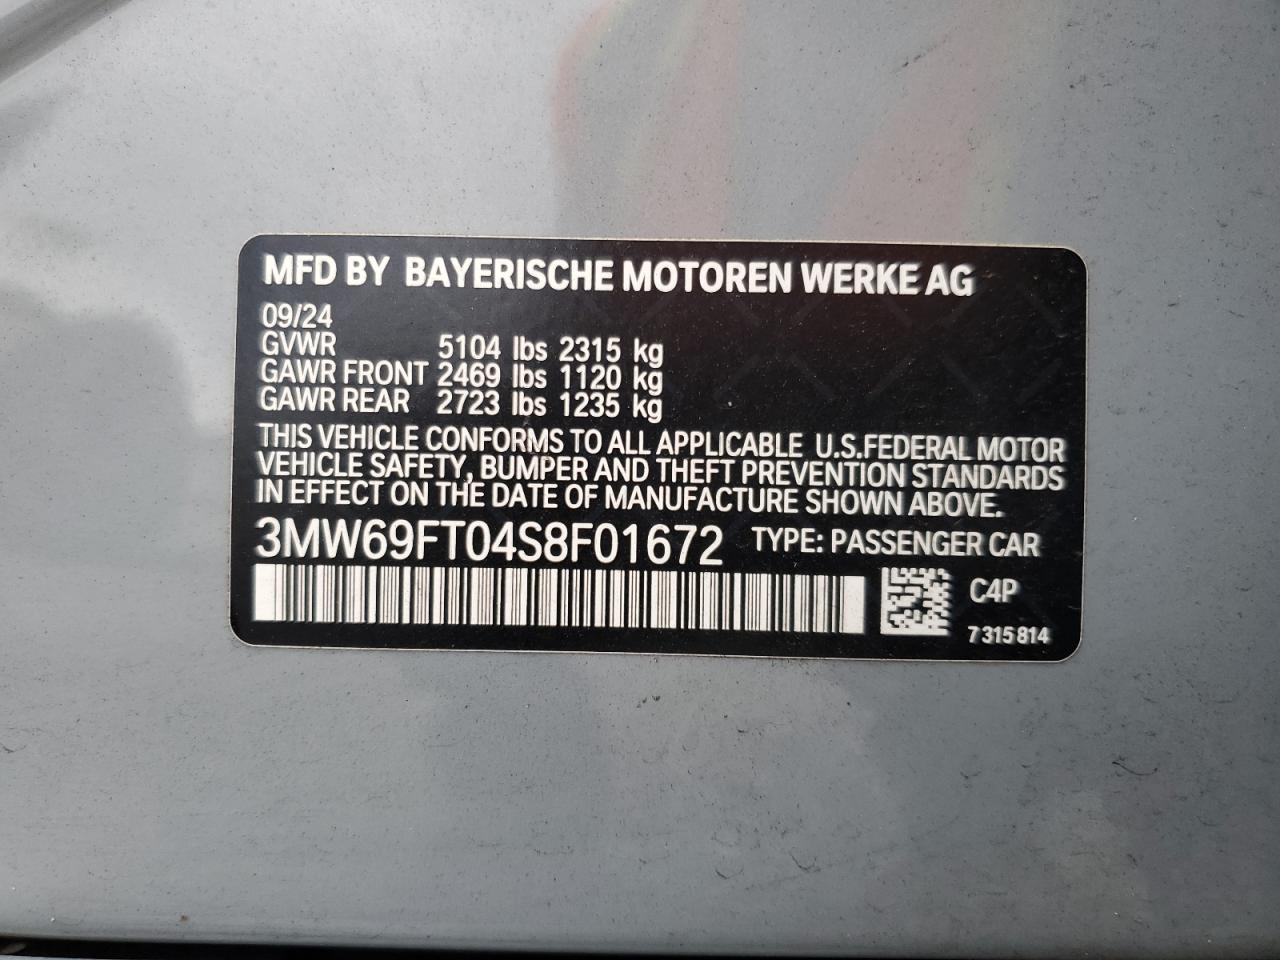 MFD BY BAYERISCHE MOTOREN WERKE AG
09/24
GVWR 5104 lbs 2315 kg
GAWR FRONT 2469 lbs 1120 kg
GAWR REAR 2723 lbs 1235 kg
THIS VEHICLE CONFORMS TO ALL APPLICABLE U.S.FEDERAL MOTOR
VEHICLE SAFETY, BUMPER AND THEFT PREVENTION STANDARDS
IN EFFECT ON THE DATE OF MANUFACTURE SHOWN ABOVE.
3MW69FT04S8F01672 TYPE: PASSENGER CAR
C4P
7 315 814